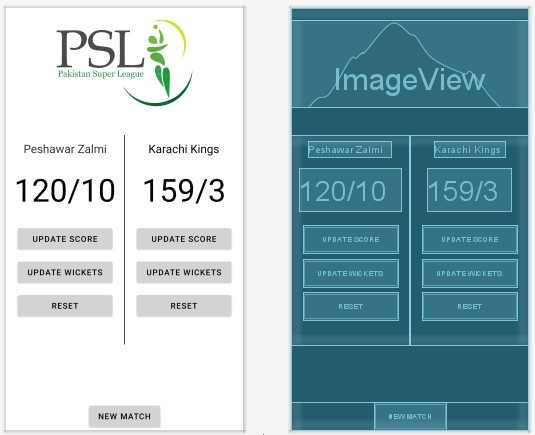 PSL
Pakistan Super League
Peshawar Zalmi
Karachi Kings
120/10
159/3
UPDATE SCORE
UPDATE SCORE
UPDATE WICKETS
UPDATE WICKETS
RESET
RESET
NEW MATCH
ImageView
Peshawar Zalmi
Karachi Kings
120/10
159/3
UPDATE SCORE
UPDATE SCORE
UPDATE WICKETS
UPDATE WICKETS
RESET
RESET
NEW MATCH